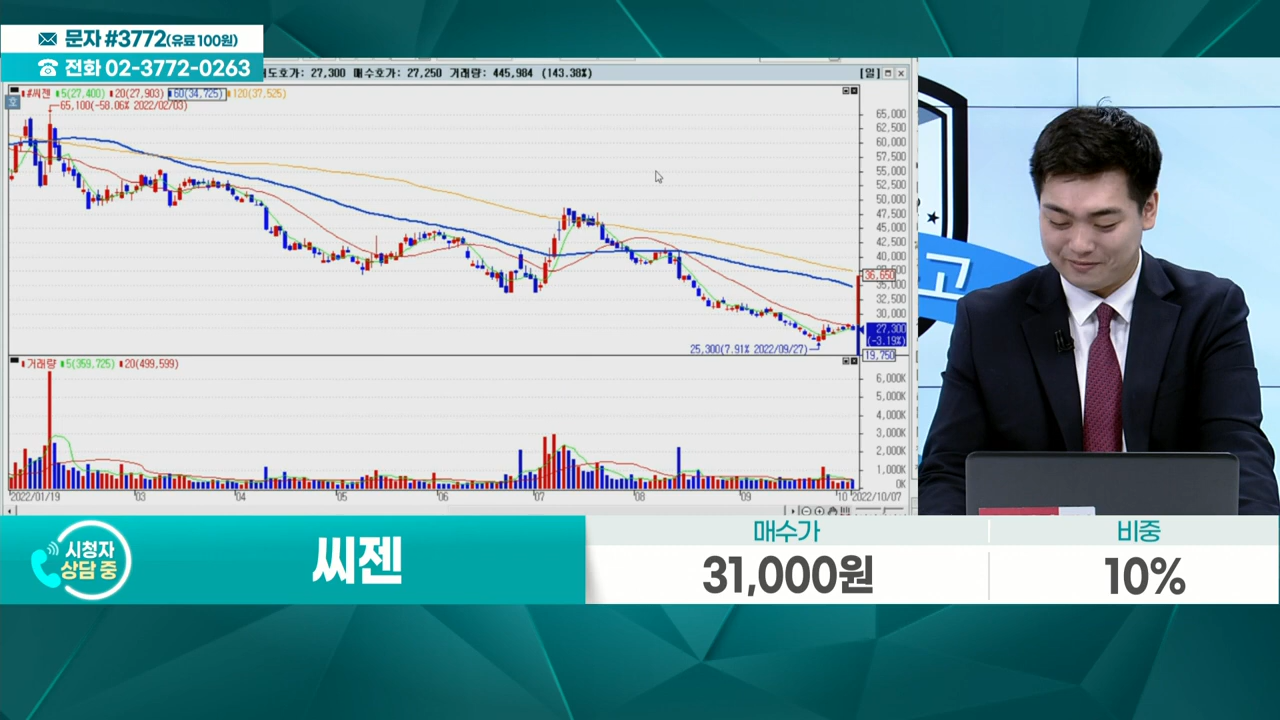 문자 #3772(유료 100원)
전화 02-3772-0263
도호가: 27,300 매수호가: 27,250 거래량: 445,984 (143.38%)
[일]
#씨젠 5(27,400) 20(27,903) 60(34,725) 120(37,525)
65,100(-58.06% 2022/02/03)
65,000
62,500
60,000
57,500
55,000
52,500
50,000
47,500
45,000
42,500
40,000
36,650
35,000
32,500
30,000
27,300
(-3.19%)
25,300(7.91% 2022/09/27)
19,750
거래량 5(359,725) 20(499,599)
6,000K
5,000K
4,000K
3,000K
2,000K
1,000K
0K
2022/01/19 03 04 05 06 07 08 09 10 2022/10/07
고
시청자
상담 중
씨젠
매수가
31,000원
비중
10%